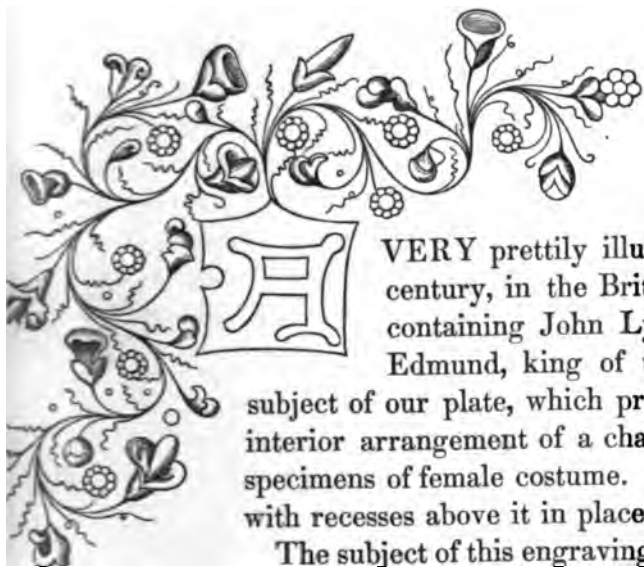 A VERY prettily illu
century, in the Brit
containing John Ly
Edmund, king of
subject of our plate, which pr
interior arrangement of a cha
specimens of female costume.
with recesses above it in place
The subject of this engraving